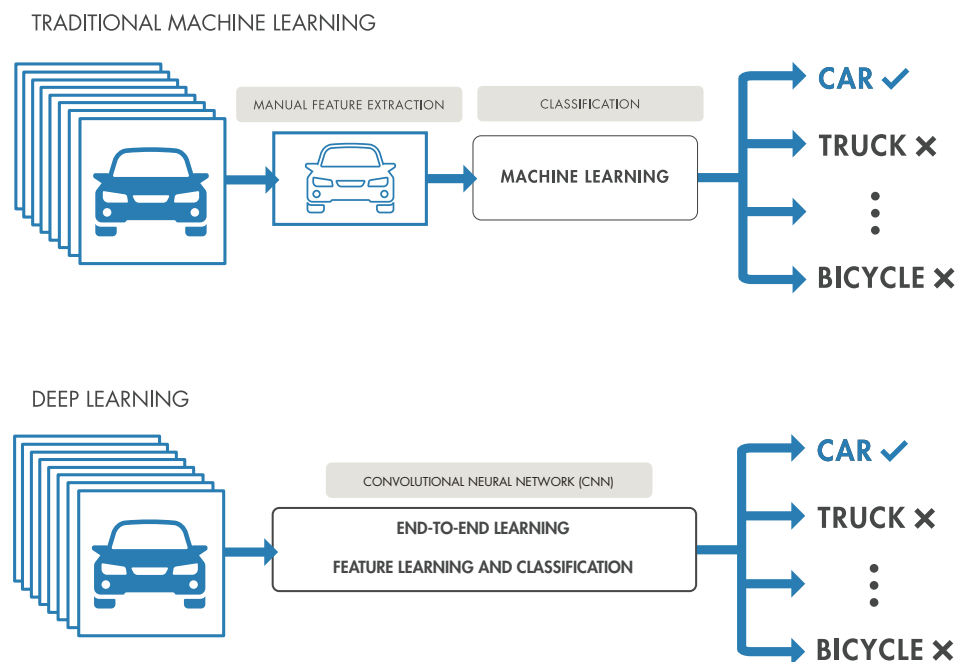 TRADITIONAL MACHINE LEARNING
MANUAL FEATURE EXTRACTION
CLASSIFICATION
MACHINE LEARNING
CAR
TRUCK
BICYCLE
DEEP LEARNING
CONVOLUTIONAL NEURAL NETWORK (CNN)
END-TO-END LEARNING
FEATURE LEARNING AND CLASSIFICATION
CAR
TRUCK
BICYCLE